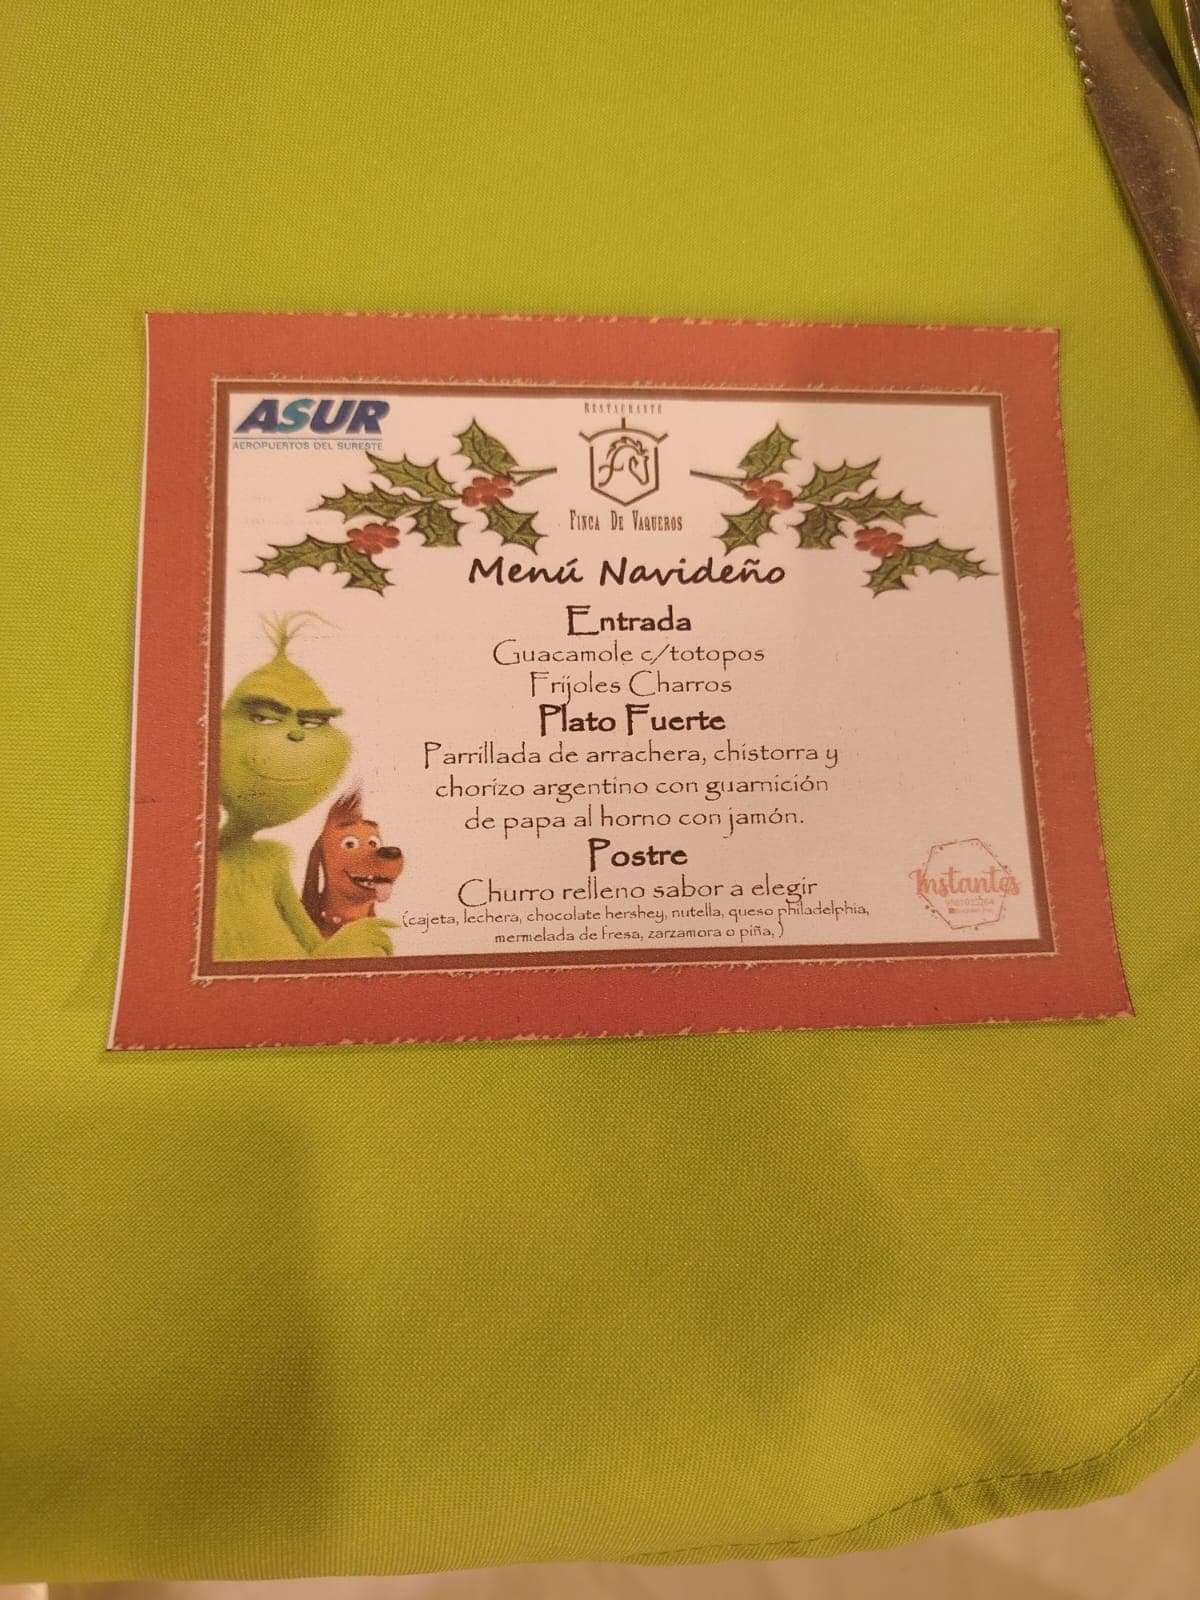 ASUR
AEROPUERTOS DEL SURESTE
RESTAURANTE
FINCA DE VAQUEROS
Menú Navideño
Entrada
Guacamole c/totopos
Frijoles Charros
Plato Fuerte
Parrillada de arrachera, chistorra y
chorizo argentino con guarnición
de papa al horno con jamón.
Postre
Churro relleno sabor a elegir
(cajeta, lechera, chocolate hershey, nutella, queso philadelphia,
mermelada de fresa, zarzamora o piña, )
Instantes